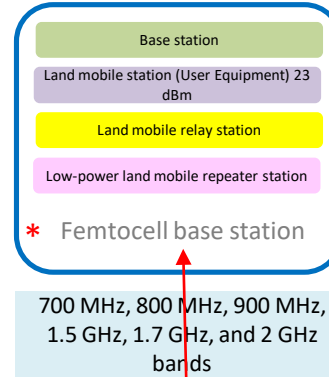 Base station
Land mobile station (User Equipment) 23
dBm
Land mobile relay station
Low-power land mobile repeater station
* Femtocell base station
700 MHz, 800 MHz, 900 MHz,
1.5 GHz, 1.7 GHz, and 2 GHz
bands